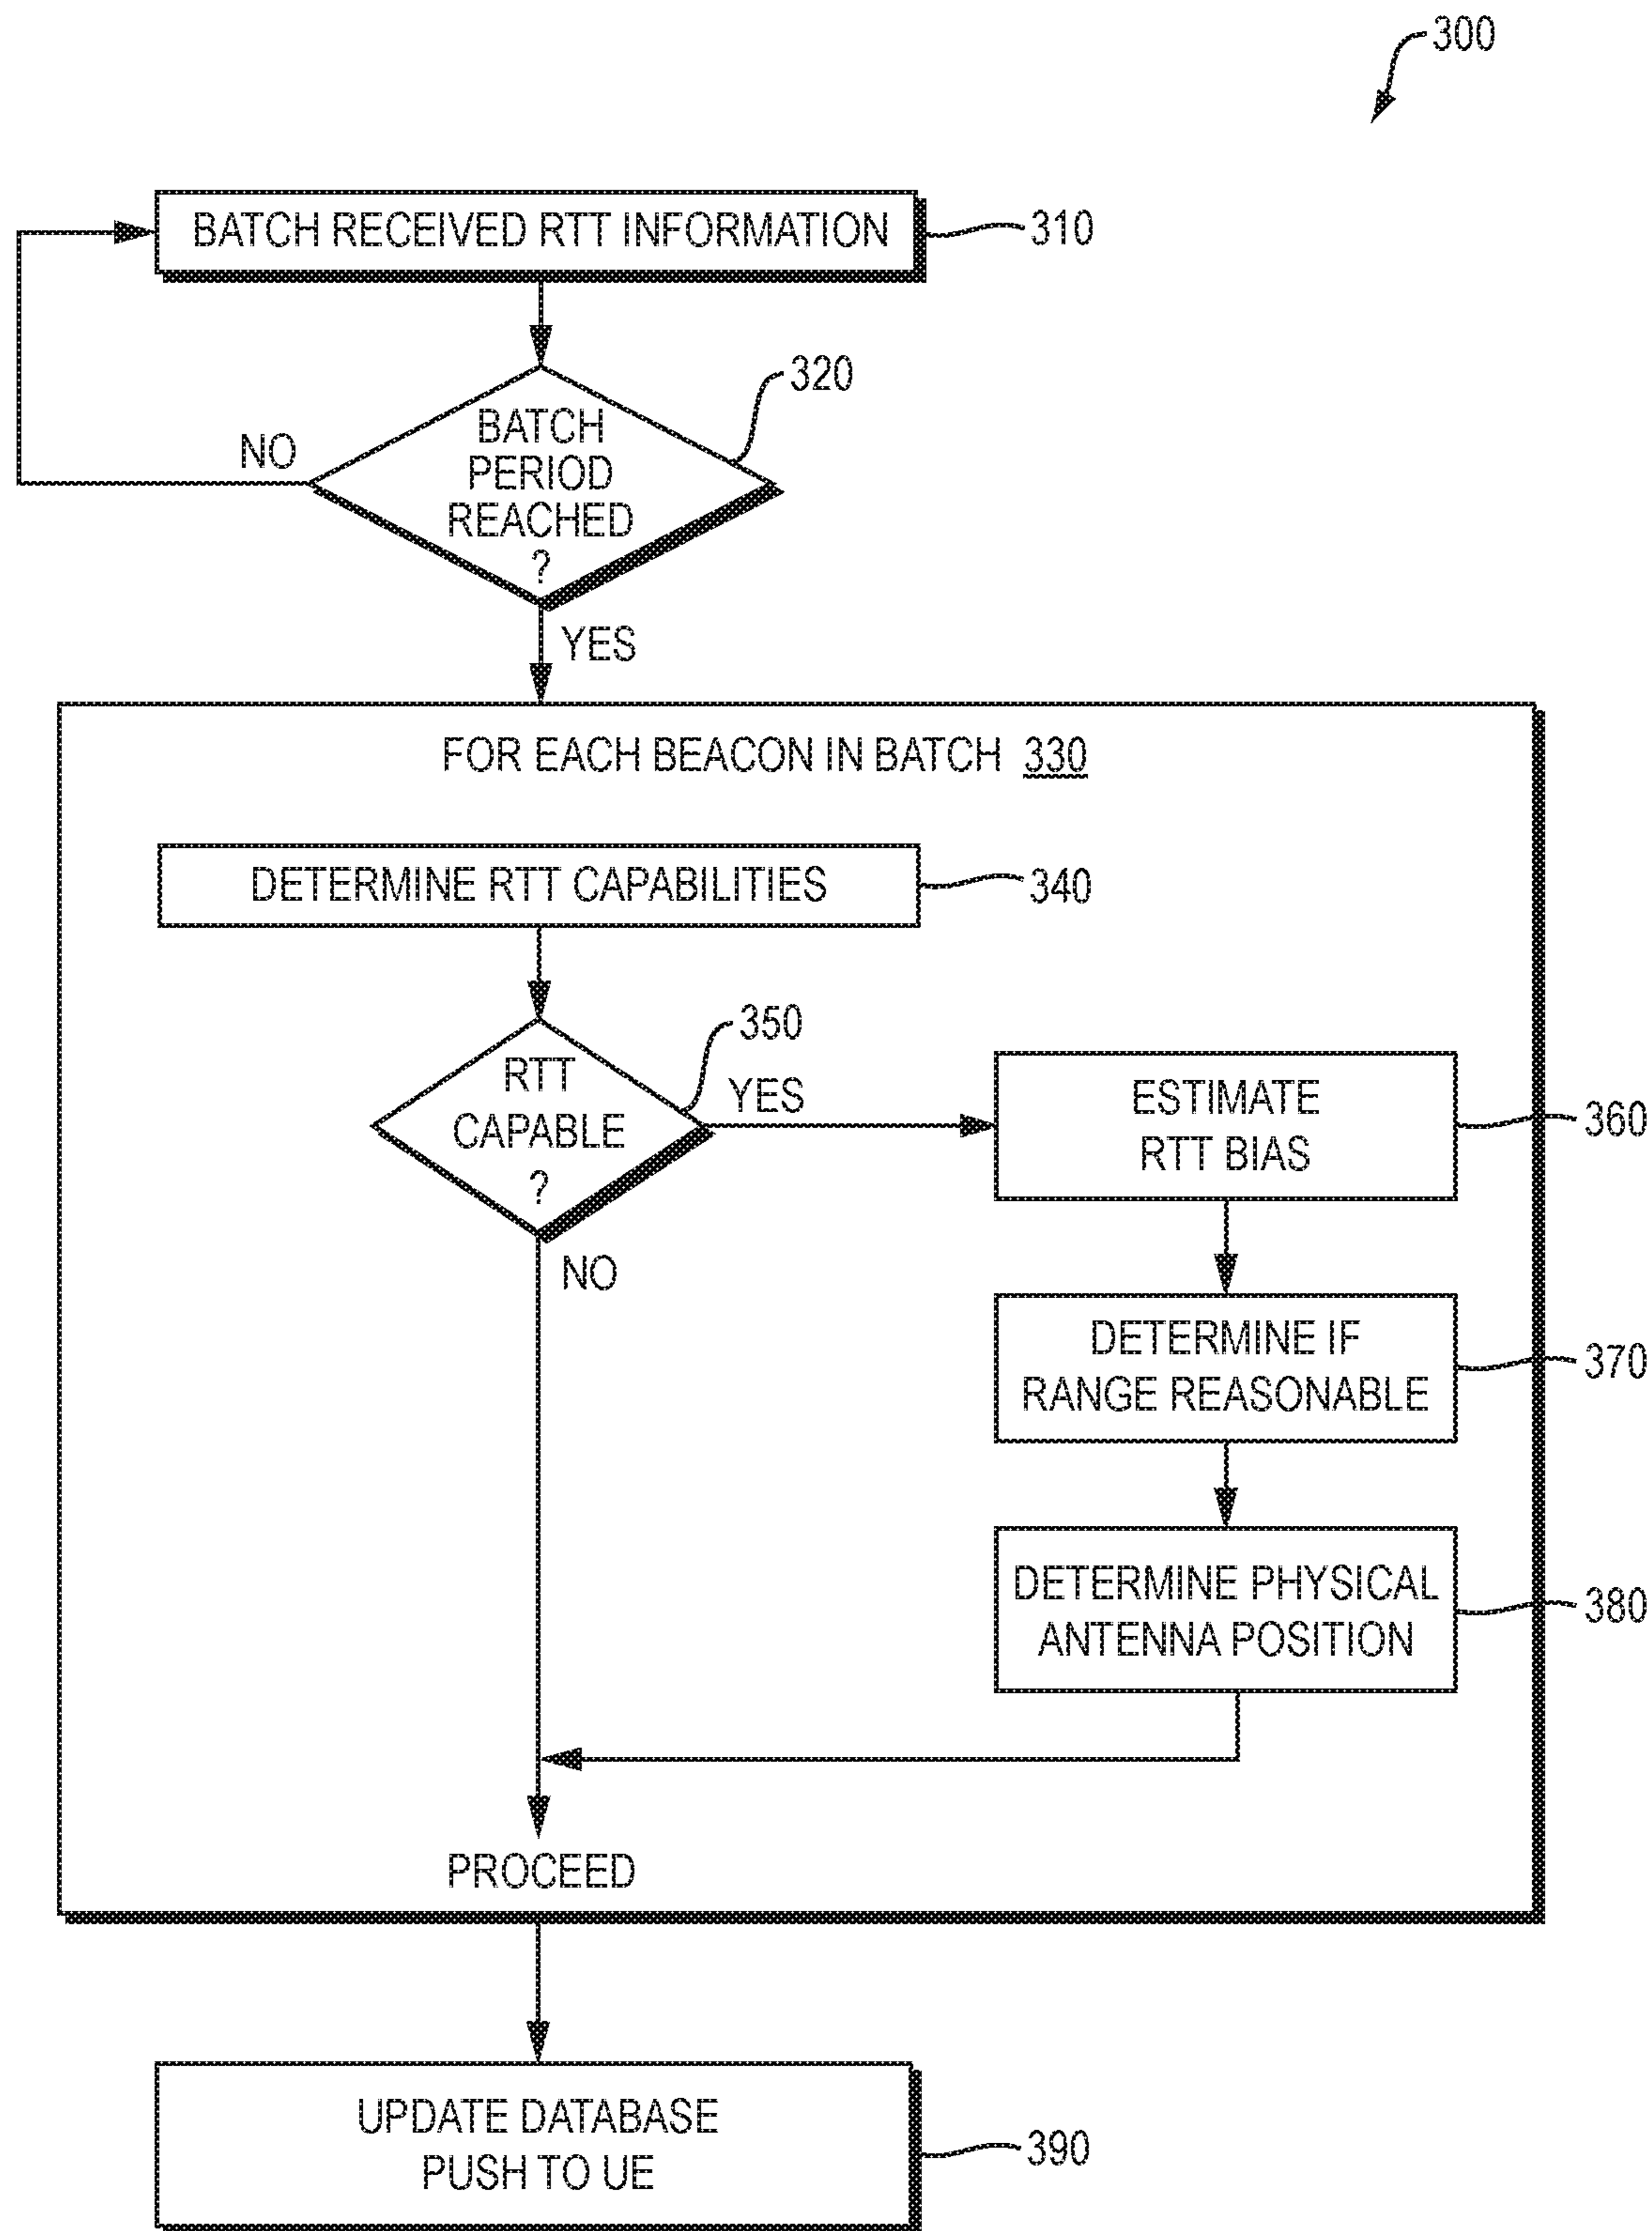 300
BATCH RECEIVED RTT INFORMATION
310
320
BATCH
PERIOD
REACHED
?
NO
YES
FOR EACH BEACON IN BATCH 330
DETERMINE RTT CAPABILITIES
340
350
RTT
CAPABLE
?
YES
NO
ESTIMATE
RTT BIAS
360
DETERMINE IF
RANGE REASONABLE
370
DETERMINE PHYSICAL
ANTENNA POSITION
380
PROCEED
UPDATE DATABASE
PUSH TO UE
390